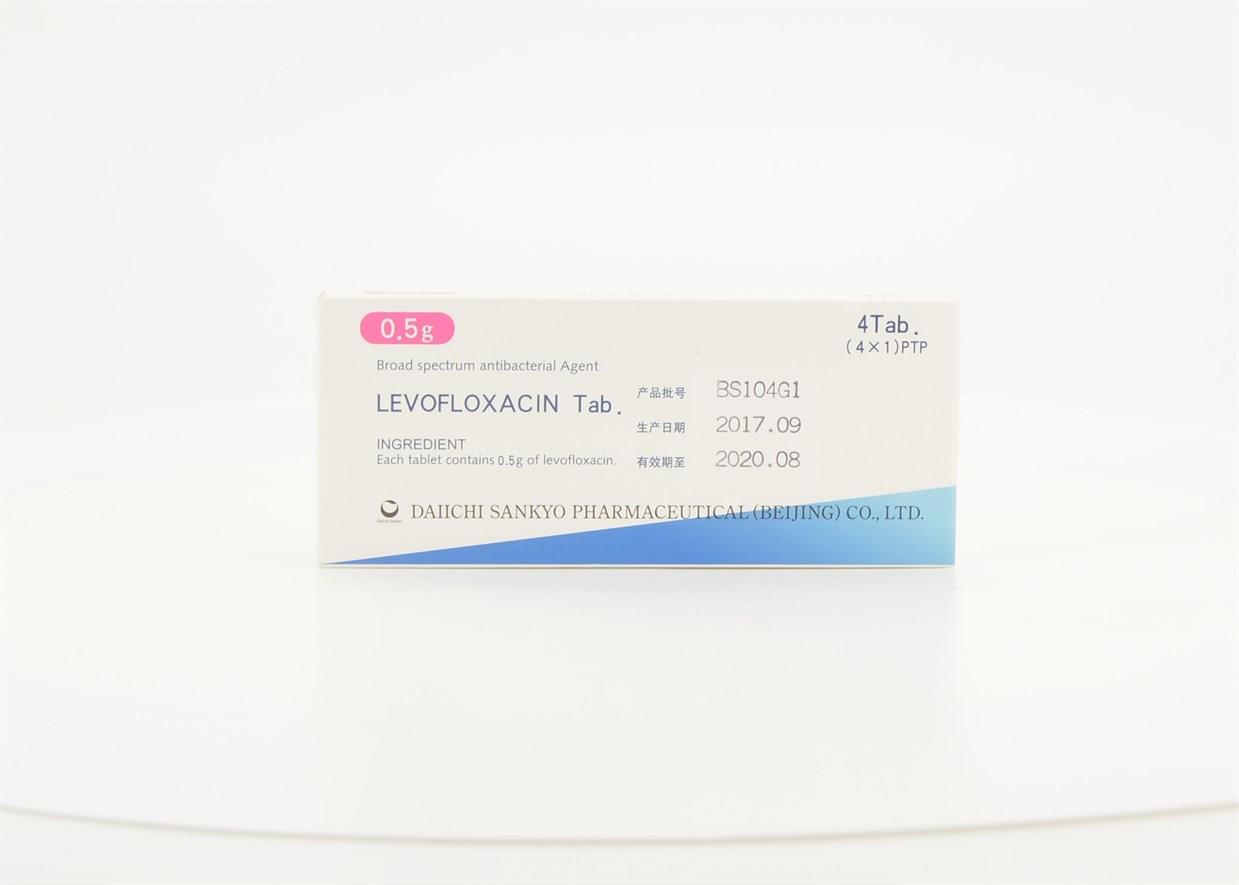 0.5g
4Tab.
(4×1)PTP
Broad spectrum antibacterial Agent
LEVOFLOXACIN Tab.
产品批号 BS104G1
生产日期 2017.09
有效期至 2020.08
INGREDIENT
Each tablet contains 0.5g of levofloxacin.
Daiichi-Sankyo
DAIICHI SANKYO PHARMACEUTICAL (BEIJING) CO., LTD.